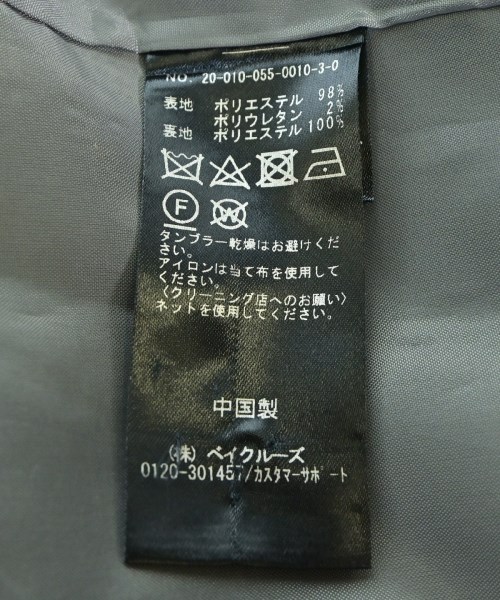 NO. 20-010-055-0010-3-0
表地 ポリエステル 98%
ポリウレタン 2%
裏地 ポリエステル 100%
F
W
タンブラー乾燥はお避けくだ
さい。
アイロンは当て布を使用して
ください。
〈クリーニング店へのお願い〉
ネットを使用してください。
中国製
(株) ベイクルーズ
0120-301457/カスタマーサポート